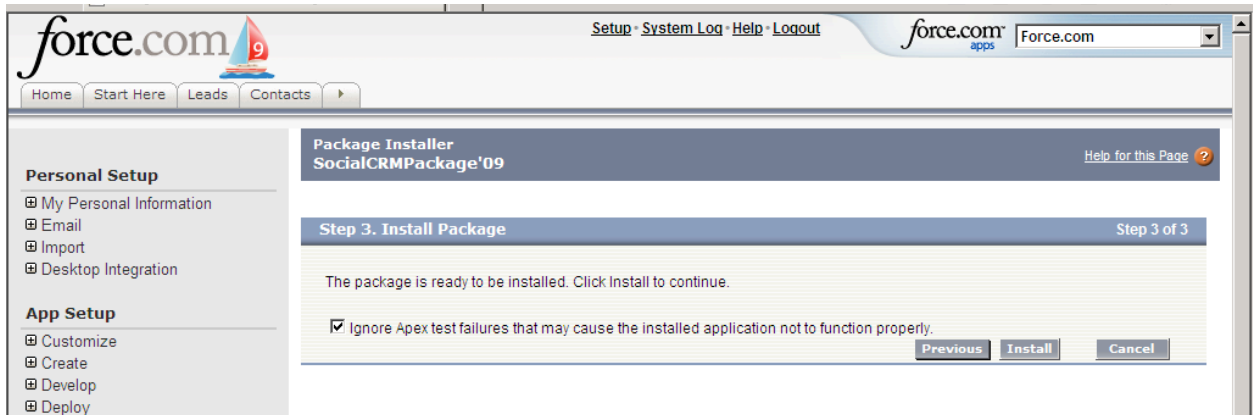 force.com
9
Setup · System Log · Help · Logout
force.com apps
Force.com
Home Start Here Leads Contacts
Package Installer
SocialCRMPackage'09
Help for this Page ?
Personal Setup
My Personal Information
Email
Import
Desktop Integration
App Setup
Customize
Create
Develop
Deploy
Step 3. Install Package Step 3 of 3
The package is ready to be installed. Click Install to continue.
Ignore Apex test failures that may cause the installed application not to function properly.
Previous Install Cancel